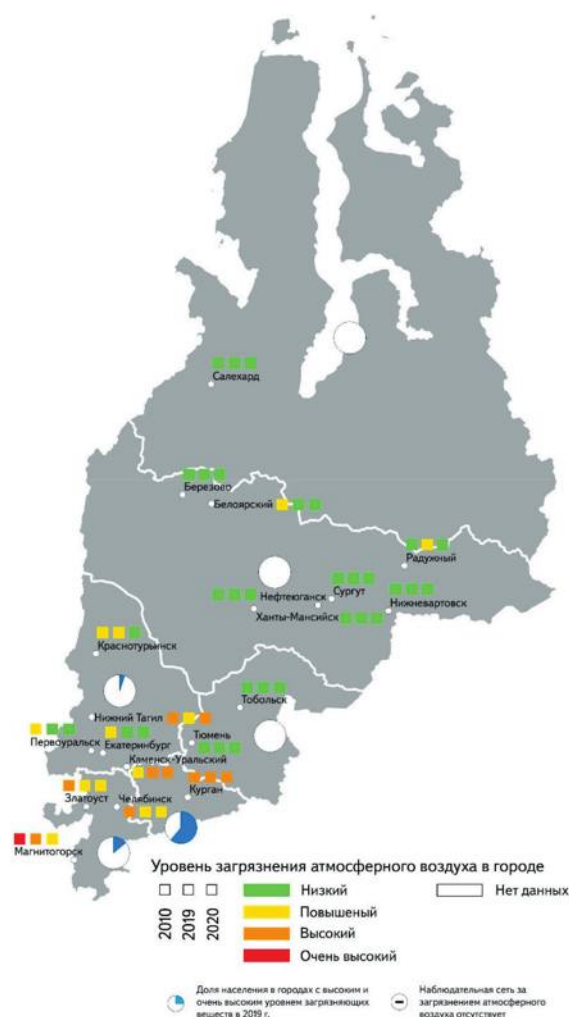 Салехард
Березово
Белоярский
Радужный
Сургут
Нефтеюганск
Нижневартовск
Ханты-Мансийск
Краснотурьинск
Тобольск
Нижний Тагил
Тюмень
Первоуральск
Екатеринбург
Каменск-Уральский
Курган
Златоуст
Челябинск
Магнитогорск
Уровень загрязнения атмосферного воздуха в городе
2010
2019
2020
Низкий
Повышеный
Высокий
Очень высокий
Нет данных
Доля населения в городах с высоким и
очень высоким уровнем загрязняющих
веществ в 2019 г.
Наблюдательная сеть за
загрязнением атмосферного
воздуха отсутствует